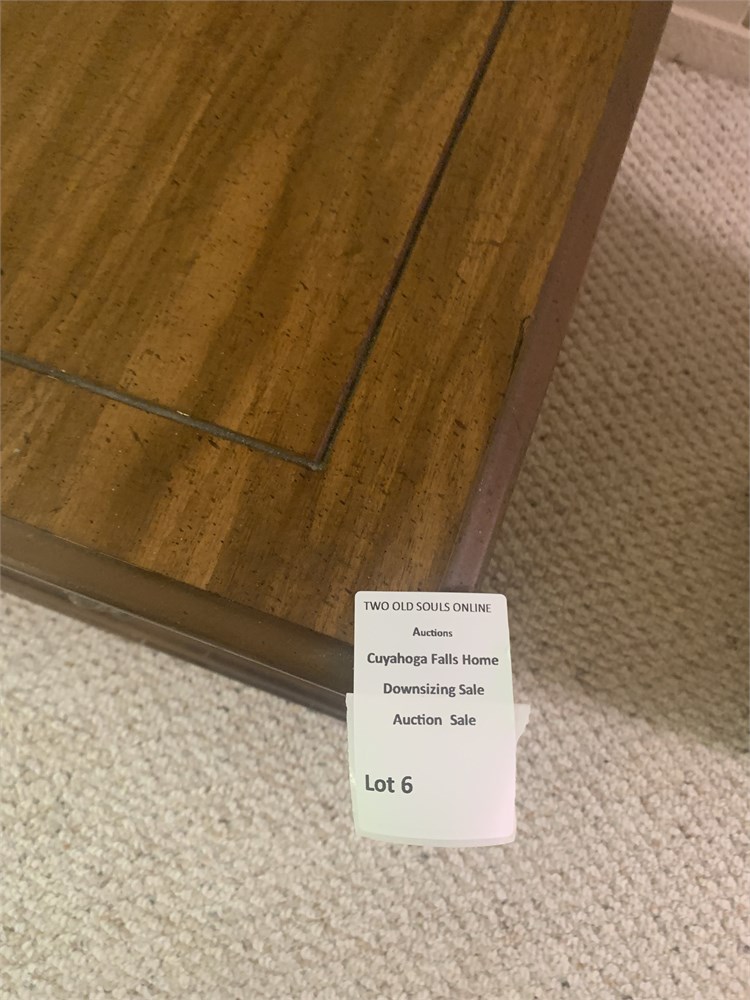 TWO OLD SOULS ONLINE
Auctions
Cuyahoga Falls Home
Downsizing Sale
Auction Sale
Lot 6